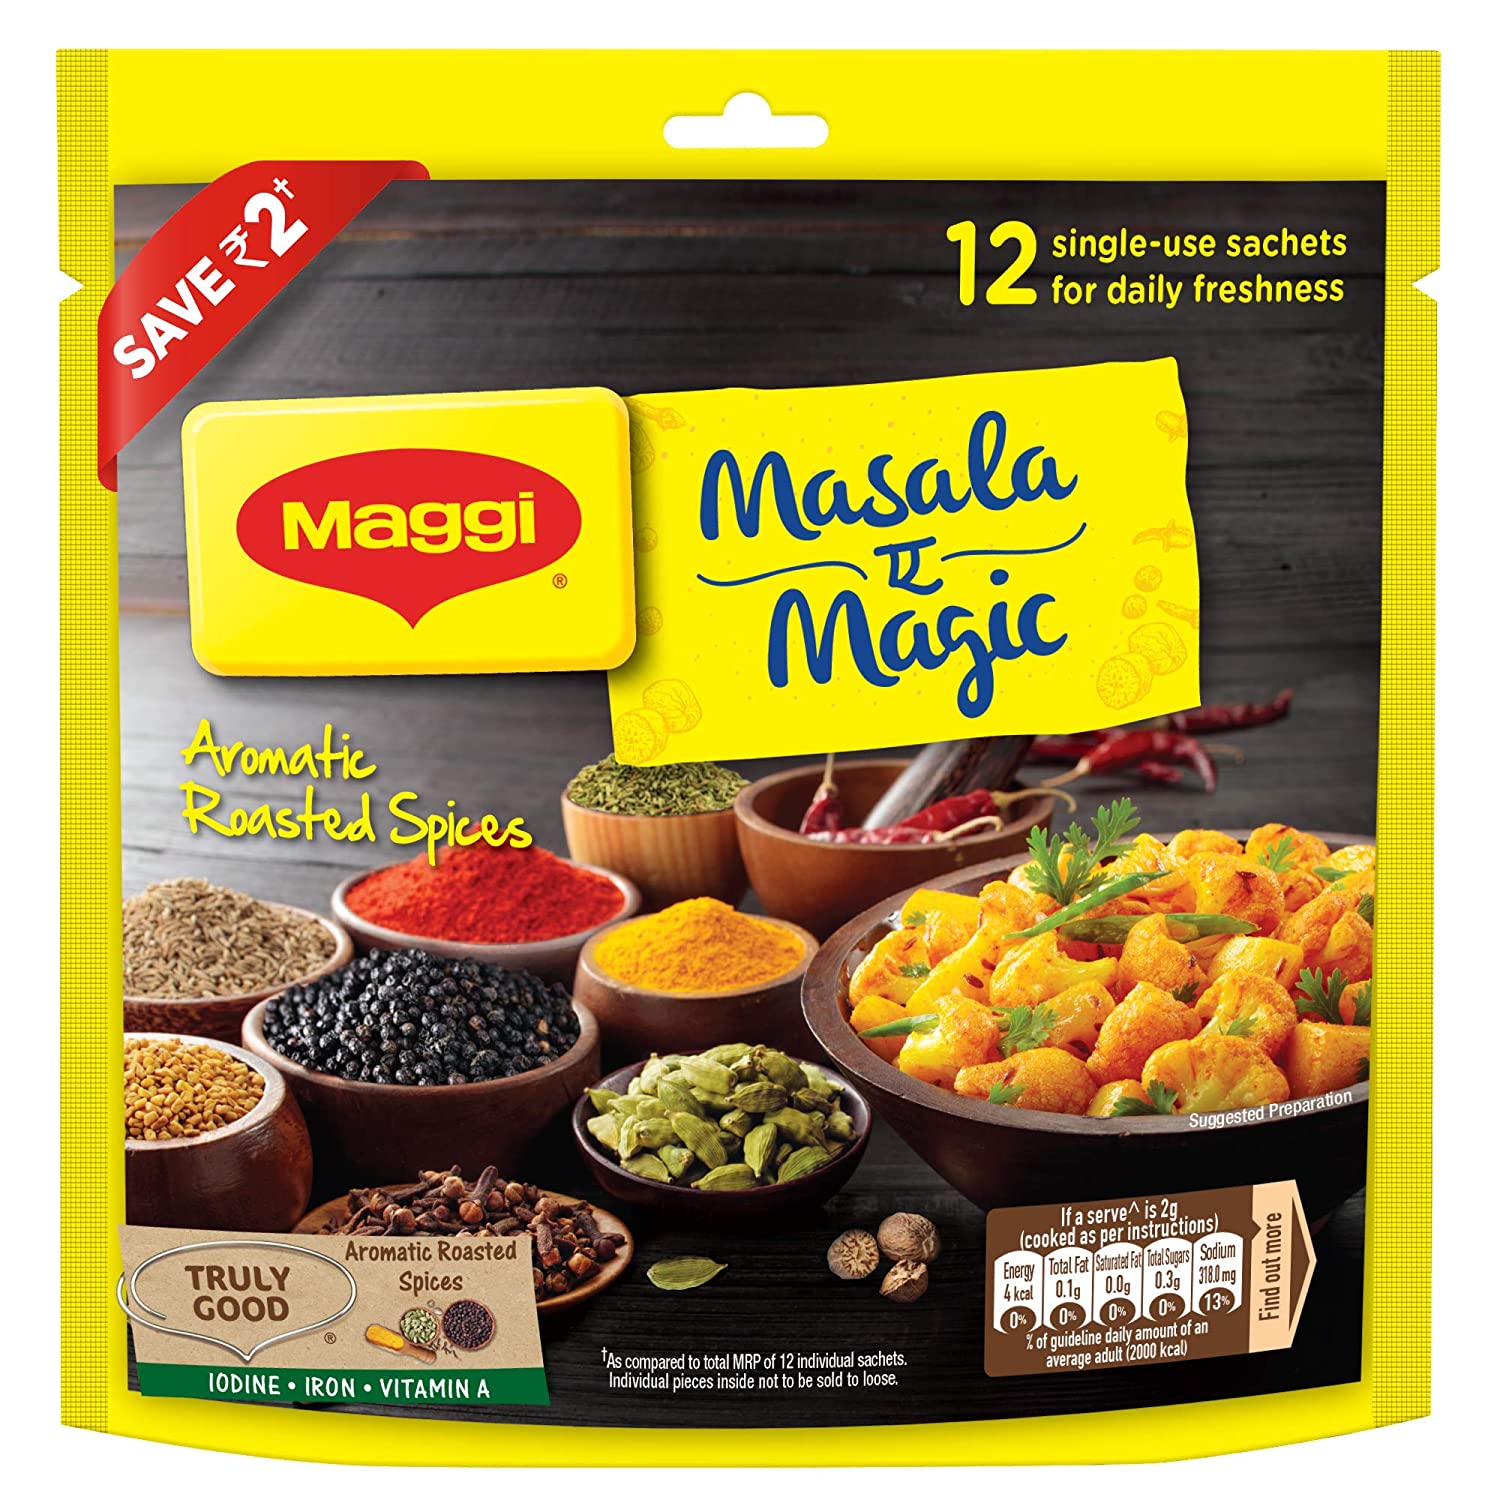 SAVE ₹2†
12 single-use sachets
for daily freshness
Maggi
®
Masala
ए
Magic
Aromatic
Roasted Spices
Suggested Preparation
If a serve^ is 2g
(cooked as per instructions)
Energy
4 kcal
0%
Total Fat
0.1g
0%
Saturated Fat
0.0g
0%
Total Sugars
0.3g
0%
Sodium
318.0 mg
13%
% of guideline daily amount of an
average adult (2000 kcal)
Find out more
TRULY
GOOD
®
Aromatic Roasted
Spices
IODINE • IRON • VITAMIN A
†As compared to total MRP of 12 individual sachets.
Individual pieces inside not to be sold to loose.